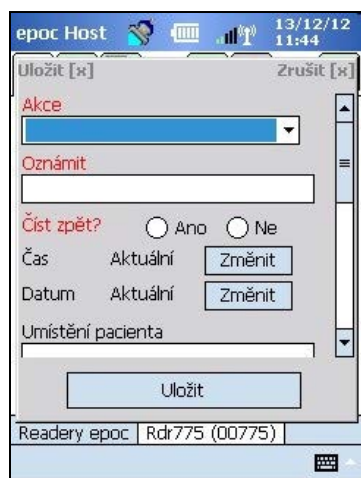 epoc Host 13/12/12 11:44
Uložit [x] Zrušit [x]
Akce
Oznámit
Číst zpět? Ano Ne
Čas Aktuální Změnit
Datum Aktuální Změnit
Umístění pacienta
Uložit
Readery epoc Rdr775 (00775)